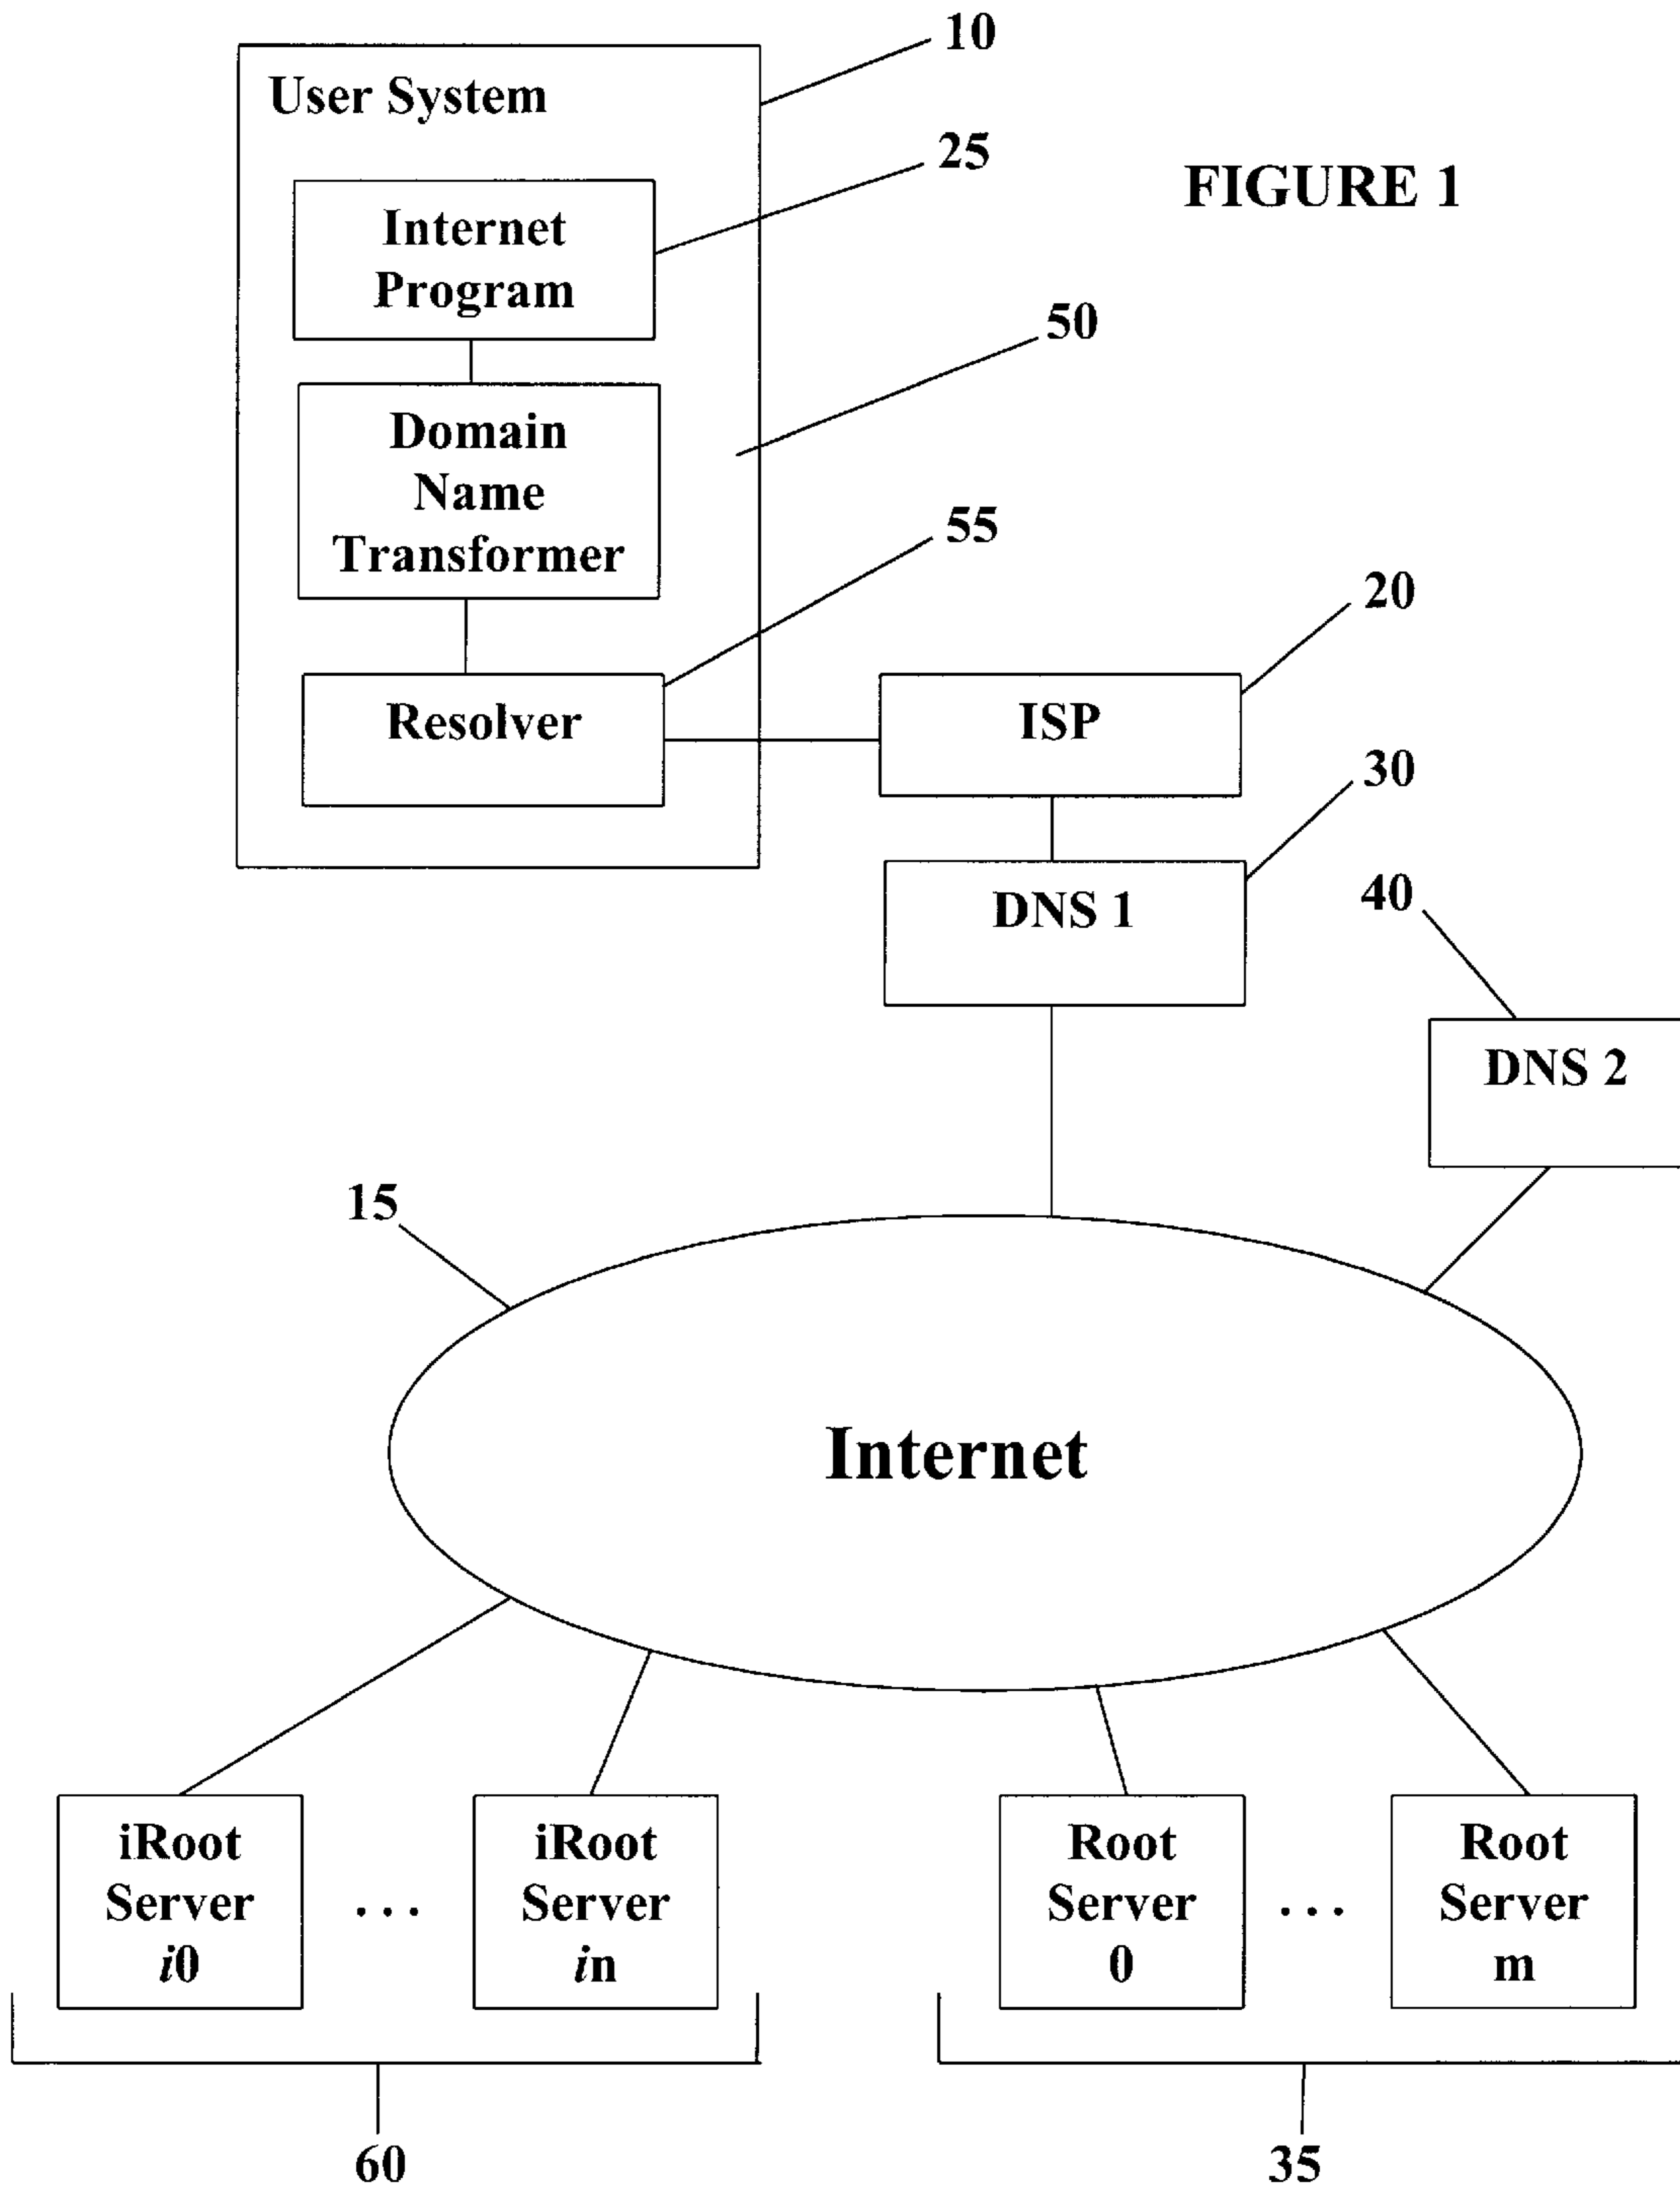 10
User System
25
FIGURE 1
Internet
Program
50
Domain
Name
Transformer
55
20
Resolver
ISP
30
40
DNS 1
DNS 2
15
Internet
iRoot
Server
i0
. . .
iRoot
Server
in
Root
Server
0
. . .
Root
Server
m
60
35